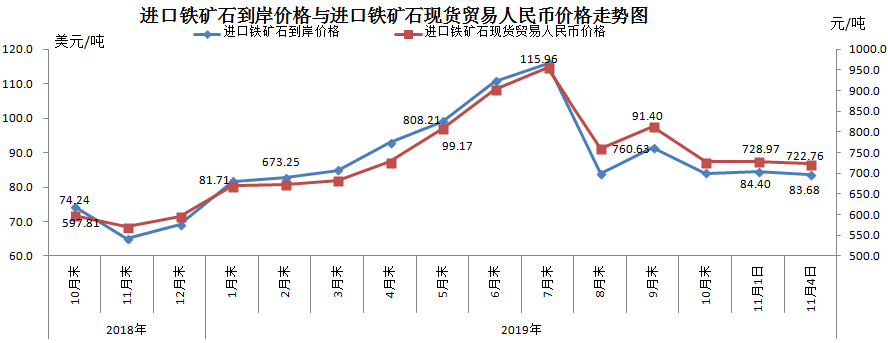 进口铁矿石到岸价格与进口铁矿石现货贸易人民币价格走势图
美元/吨
进口铁矿石到岸价格
进口铁矿石现货贸易人民币价格
元/吨
120.0
110.0
100.0
90.0
80.0
70.0
60.0
1000.0
950.0
900.0
850.0
800.0
750.0
700.0
650.0
600.0
550.0
500.0
74.24
597.81
81.71
673.25
808.21
99.17
115.96
760.63
91.40
728.97
84.40
722.76
83.68
10月末
11月末
12月末
1月末
2月末
3月末
4月末
5月末
6月末
7月末
8月末
9月末
10月末
11月1日
11月4日
2018年
2019年